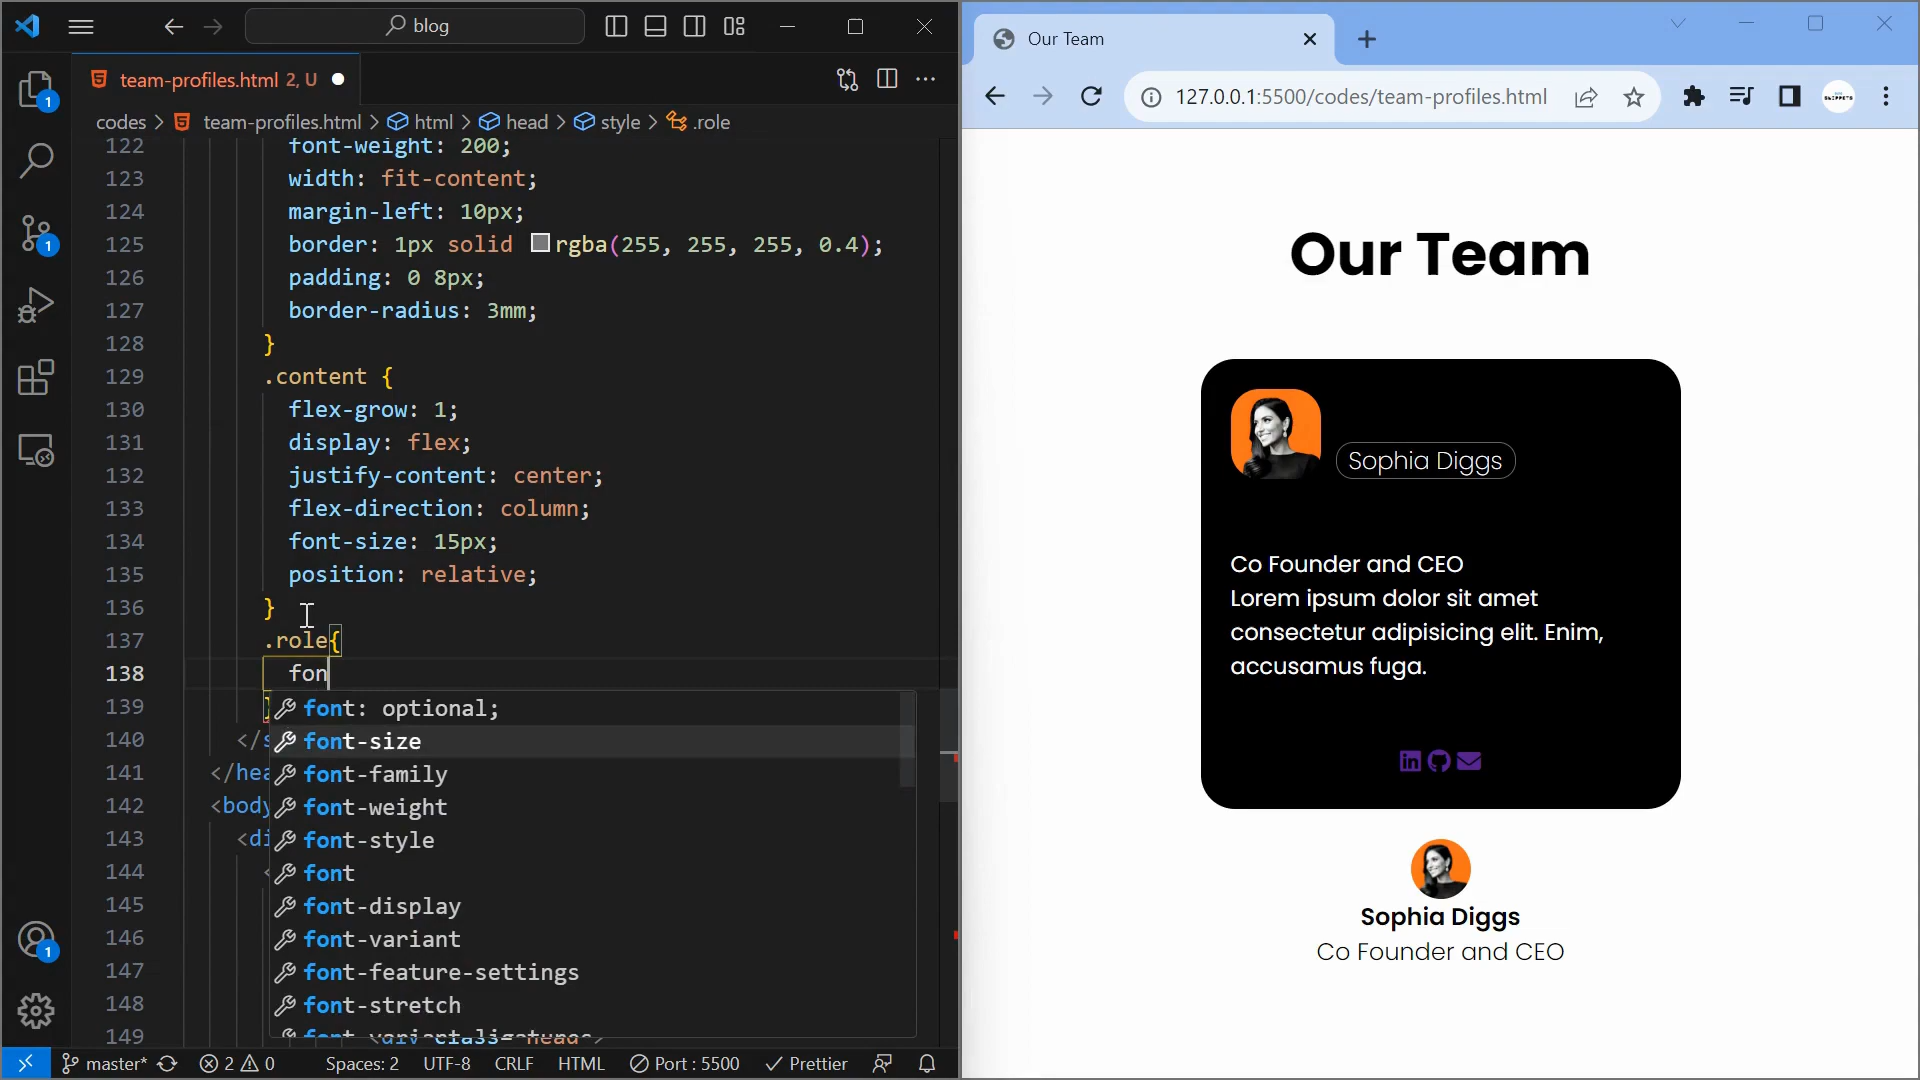 blog
team-profiles.html 2, U
codes > team-profiles.html > html > head > style > .role
122 font-weight: 200;
123 width: fit-content;
124 margin-left: 10px;
125 border: 1px solid rgba(255, 255, 255, 0.4);
126 padding: 0 8px;
127 border-radius: 3mm;
128 }
129 .content {
130 flex-grow: 1;
131 display: flex;
132 justify-content: center;
133 flex-direction: column;
134 font-size: 15px;
135 position: relative;
136 }
137 .role{
138 fon
139 }
140 </s
141 </hea
142 <body
143 <di
144 <
145
146
147
148
149
font: optional;
font-size
font-family
font-weight
font-style
font
font-display
font-variant
font-feature-settings
font-stretch
font-variant-ligatures
1
1
1
master* 2 0 Spaces: 2 UTF-8 CRLF HTML Port : 5500 Prettier
Our Team
127.0.0.1:5500/codes/team-profiles.html
Our Team
Sophia Diggs
Co Founder and CEO
Lorem ipsum dolor sit amet
consectetur adipisicing elit. Enim,
accusamus fuga.
in
Sophia Diggs
Co Founder and CEO